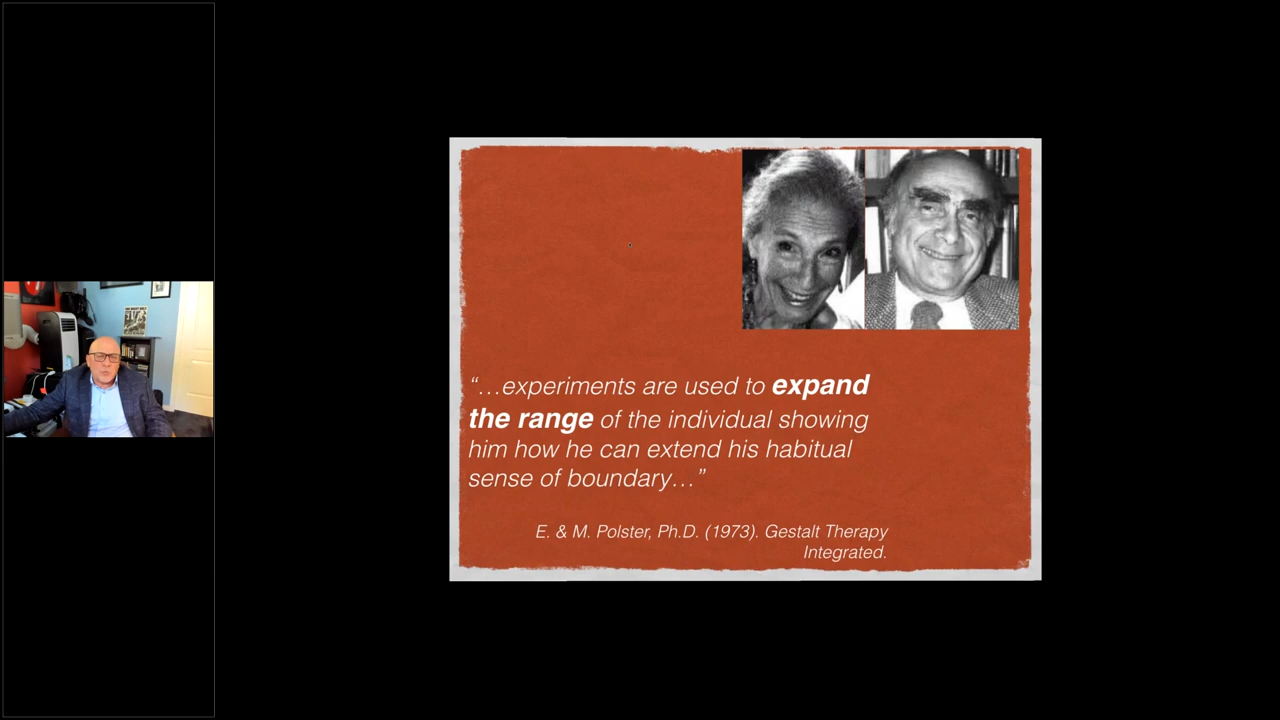 “…experiments are used to expand
the range of the individual showing
him how he can extend his habitual
sense of boundary…”
E. & M. Polster, Ph.D. (1973). Gestalt Therapy
Integrated.